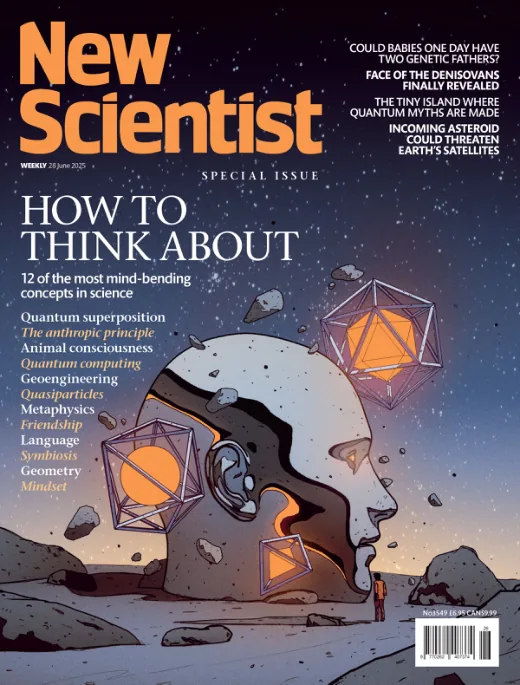 New
Scientist
WEEKLY 28 June 2025
SPECIAL ISSUE
COULD BABIES ONE DAY HAVE
TWO GENETIC FATHERS?
FACE OF THE DENISOVANS
FINALLY REVEALED
THE TINY ISLAND WHERE
QUANTUM MYTHS ARE MADE
INCOMING ASTEROID
COULD THREATEN
EARTH'S SATELLITES
HOW TO
THINK ABOUT
12 of the most mind-bending
concepts in science
Quantum superposition
The anthropic principle
Animal consciousness
Quantum computing
Geoengineering
Quasiparticles
Metaphysics
Friendship
Language
Symbiosis
Geometry
Mindset
No3549 £6.95 CAN$9.99
26